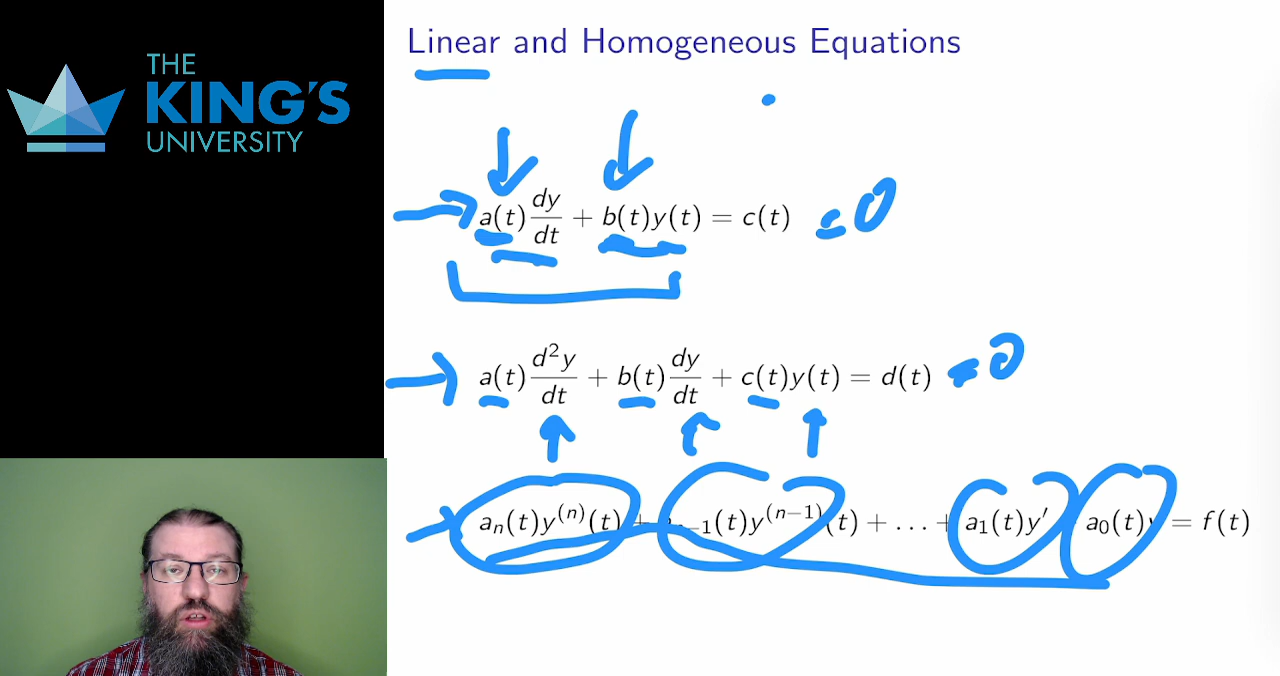 THE
KING'S
UNIVERSITY
Linear and Homogeneous Equations
a(t) dy/dt + b(t)y(t) = c(t) = 0
a(t) d²y/dt + b(t) dy/dt + c(t)y(t) = d(t) = 0
aₙ(t)y⁽ⁿ⁾(t) + ₙ₋₁(t)y⁽ⁿ⁻¹⁾(t) + … + a₁(t)y′ a₀(t)y = f(t)